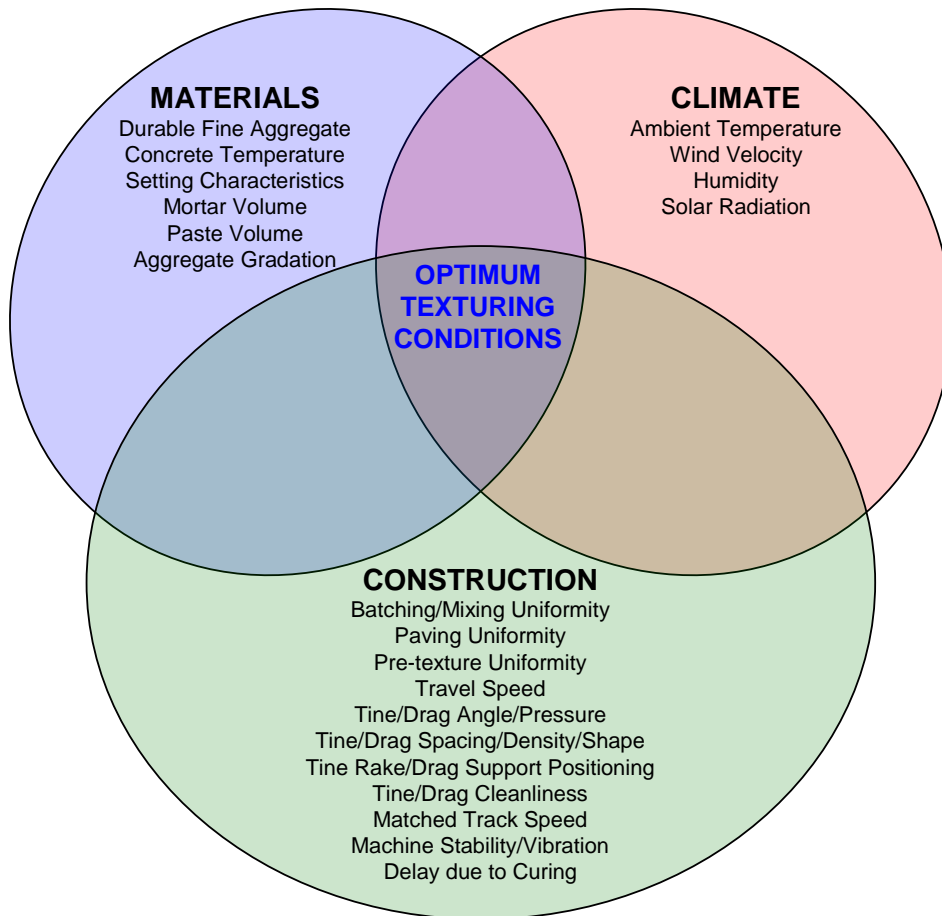 MATERIALS
Durable Fine Aggregate
Concrete Temperature
Setting Characteristics
Mortar Volume
Paste Volume
Aggregate Gradation
CLIMATE
Ambient Temperature
Wind Velocity
Humidity
Solar Radiation
OPTIMUM
TEXTURING
CONDITIONS
CONSTRUCTION
Batching/Mixing Uniformity
Paving Uniformity
Pre-texture Uniformity
Travel Speed
Tine/Drag Angle/Pressure
Tine/Drag Spacing/Density/Shape
Tine Rake/Drag Support Positioning
Tine/Drag Cleanliness
Matched Track Speed
Machine Stability/Vibration
Delay due to Curing